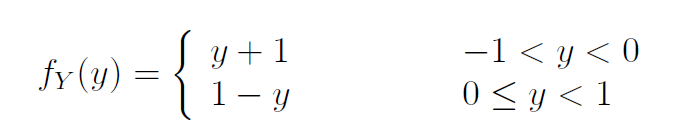 f_Y(y) = { y + 1    −1 < y < 0
1 − y    0 ≤ y < 1